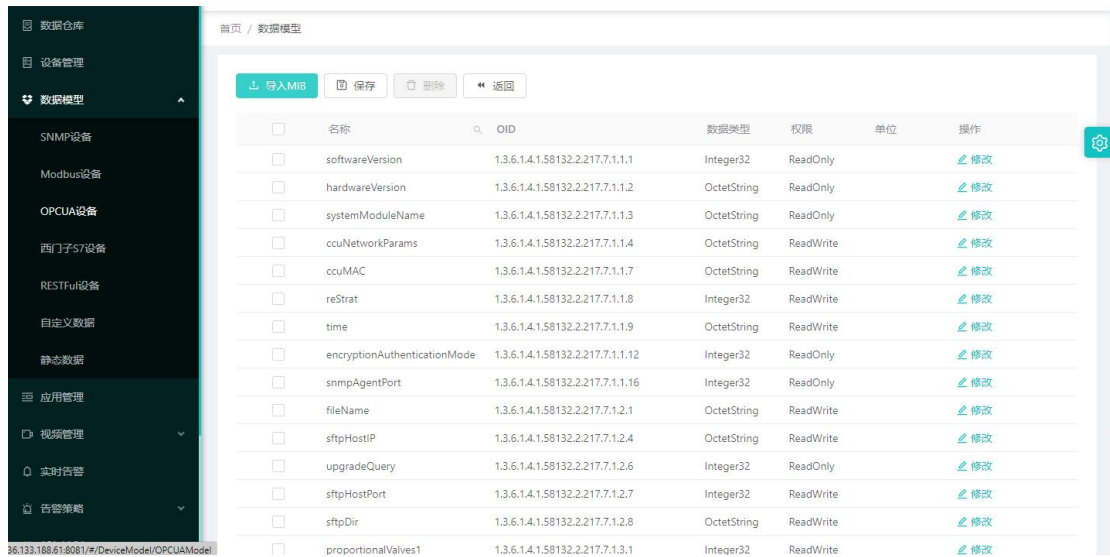 数据仓库
首页 / 数据模型
设备管理
数据模型
导入MIB 保存 删除 返回
SNMP设备
Modbus设备
OPCUA设备
西门子S7设备
RESTFul设备
自定义数据
静态数据
应用管理
视频管理
实时告警
告警策略
36.133.188.61:8081/#/DeviceModel/OPCUAModel
名称 OID 数据类型 权限 单位 操作
softwareVersion 1.3.6.1.4.1.58132.2.217.7.1.1.1 Integer32 ReadOnly 修改
hardwareVersion 1.3.6.1.4.1.58132.2.217.7.1.1.2 OctetString ReadOnly 修改
systemModuleName 1.3.6.1.4.1.58132.2.217.7.1.1.3 OctetString ReadOnly 修改
ccuNetworkParams 1.3.6.1.4.1.58132.2.217.7.1.1.4 OctetString ReadWrite 修改
ccuMAC 1.3.6.1.4.1.58132.2.217.7.1.1.7 OctetString ReadWrite 修改
reStrat 1.3.6.1.4.1.58132.2.217.7.1.1.8 Integer32 ReadWrite 修改
time 1.3.6.1.4.1.58132.2.217.7.1.1.9 OctetString ReadWrite 修改
encryptionAuthenticationMode 1.3.6.1.4.1.58132.2.217.7.1.1.12 Integer32 ReadOnly 修改
snmpAgentPort 1.3.6.1.4.1.58132.2.217.7.1.1.16 Integer32 ReadOnly 修改
fileName 1.3.6.1.4.1.58132.2.217.7.1.2.1 OctetString ReadWrite 修改
sftpHostIP 1.3.6.1.4.1.58132.2.217.7.1.2.4 OctetString ReadWrite 修改
upgradeQuery 1.3.6.1.4.1.58132.2.217.7.1.2.6 Integer32 ReadOnly 修改
sftpHostPort 1.3.6.1.4.1.58132.2.217.7.1.2.7 Integer32 ReadWrite 修改
sftpDir 1.3.6.1.4.1.58132.2.217.7.1.2.8 OctetString ReadWrite 修改
proportionalValves1 1.3.6.1.4.1.58132.2.217.7.1.3.1 Integer32 ReadWrite 修改